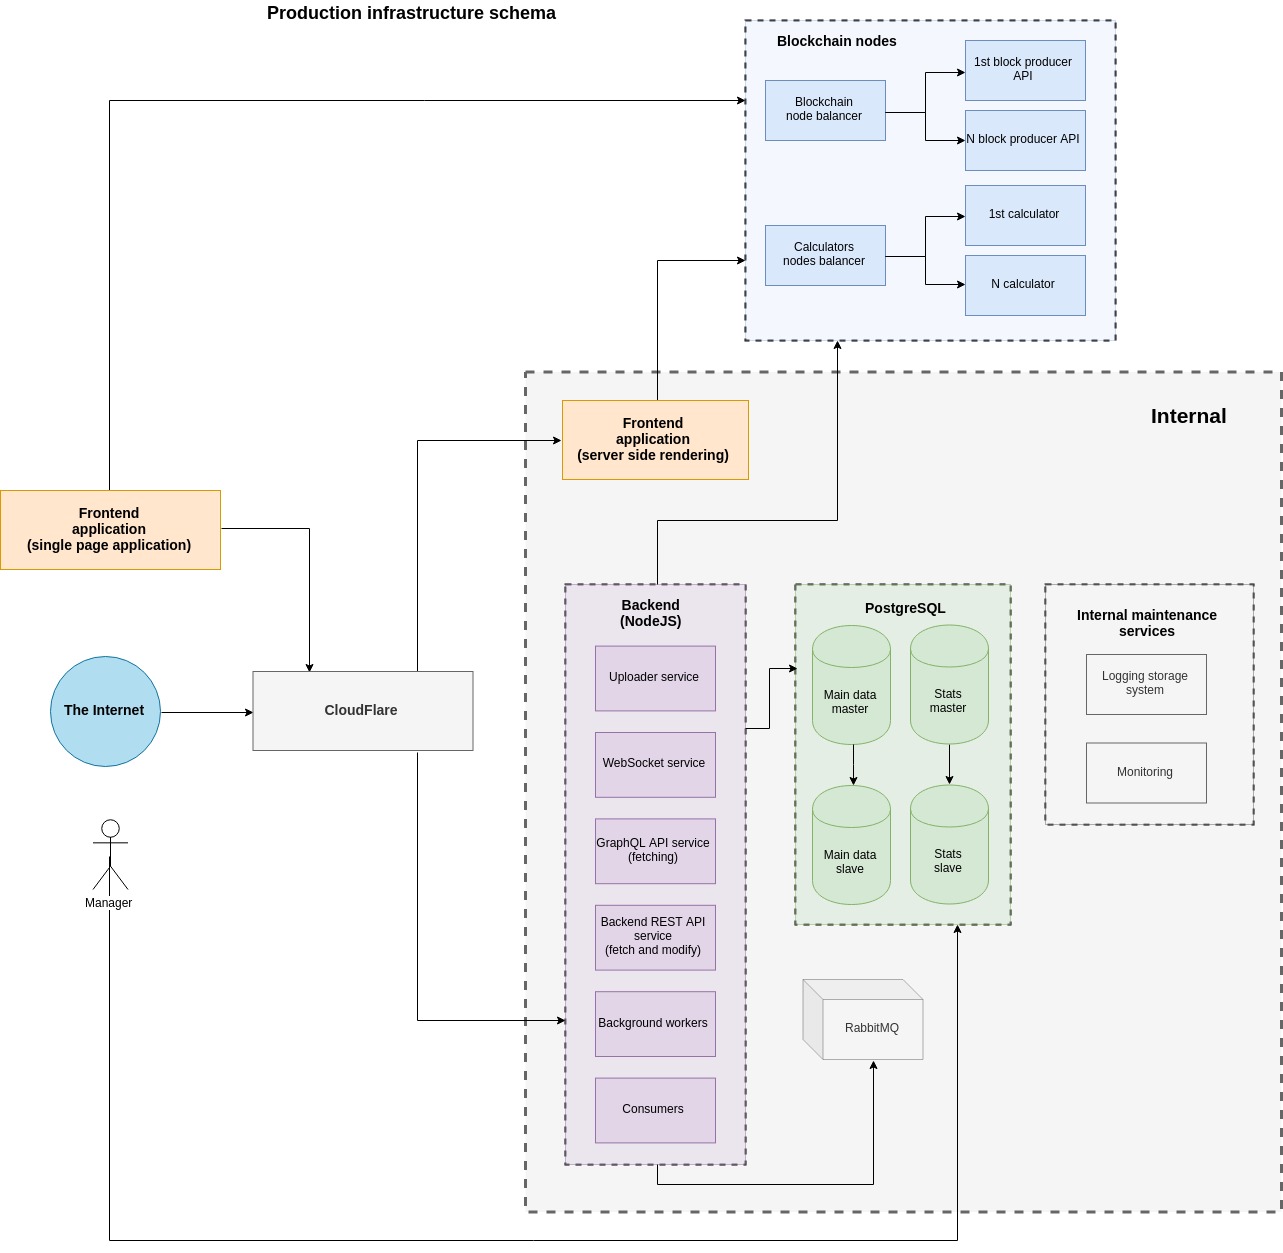 Production infrastructure schema
Blockchain nodes
Blockchain
node balancer
1st block producer
API
N block producer API
Calculators
nodes balancer
1st calculator
N calculator
Internal
Frontend
application
(server side rendering)
Frontend
application
(single page application)
The Internet
CloudFlare
Manager
Backend
(NodeJS)
Uploader service
WebSocket service
GraphQL API service
(fetching)
Backend REST API
service
(fetch and modify)
Background workers
Consumers
PostgreSQL
Main data
master
Stats
master
Main data
slave
Stats
slave
RabbitMQ
Internal maintenance
services
Logging storage
system
Monitoring